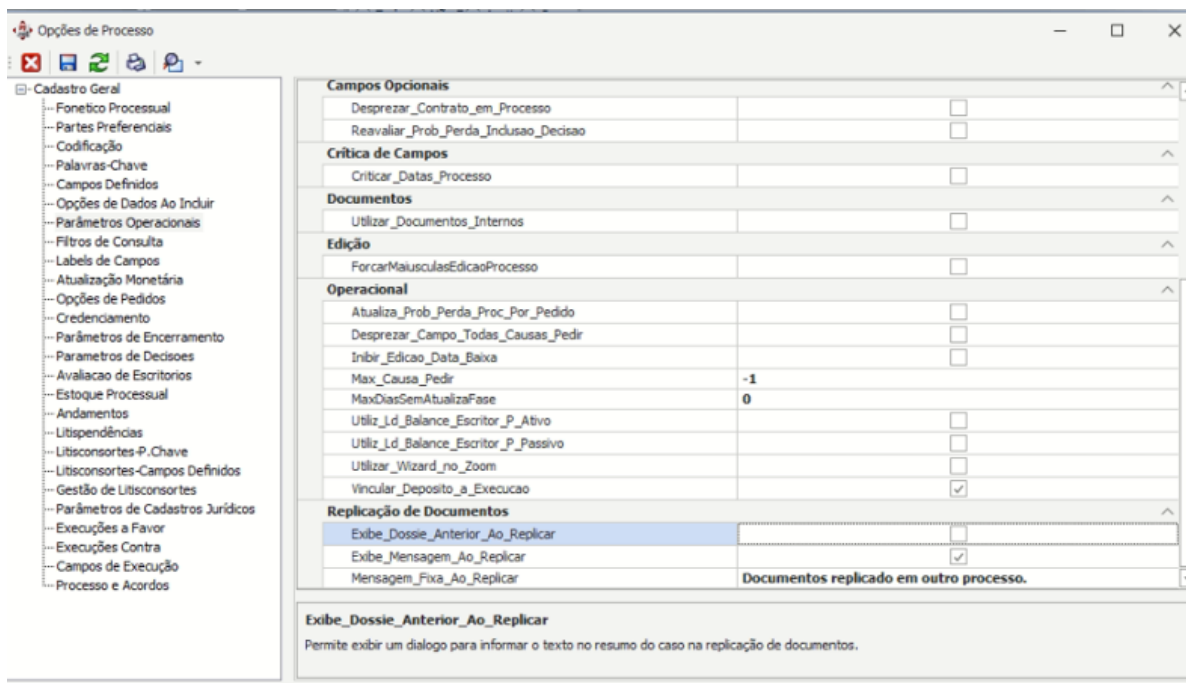 Opções de Processo
Cadastro Geral
Fonetico Processual
Partes Preferenciais
Codificação
Palavras-Chave
Campos Definidos
Opções de Dados Ao Incluir
Parâmetros Operacionais
Filtros de Consulta
Labels de Campos
Atualização Monetária
Opções de Pedidos
Credenciamento
Parâmetros de Encerramento
Parametros de Decisoes
Avaliacao de Escritorios
Estoque Processual
Andamentos
Litispendências
Litisconsortes-P.Chave
Litisconsortes-Campos Definidos
Gestão de Litisconsortes
Parâmetros de Cadastros Jurídicos
Execuções a Favor
Execuções Contra
Campos de Execução
Processo e Acordos
Campos Opcionais
Desprezar_Contrato_em_Processo
Reavaliar_Prob_Perda_Inclusao_Decisao
Crítica de Campos
Criticar_Datas_Processo
Documentos
Utilizar_Documentos_Internos
Edição
ForcarMaiusculasEdicaoProcesso
Operacional
Atualiza_Prob_Perda_Proc_Por_Pedido
Desprezar_Campo_Todas_Causas_Pedir
Inibir_Edicao_Data_Baixa
Max_Causa_Pedir -1
MaxDiasSemAtualizaFase 0
Utiliz_Ld_Balance_Escritor_P_Ativo
Utiliz_Ld_Balance_Escritor_P_Passivo
Utilizar_Wizard_no_Zoom
Vincular_Deposito_a_Execucao
Replicação de Documentos
Exibe_Dossie_Anterior_Ao_Replicar
Exibe_Mensagem_Ao_Replicar
Mensagem_Fixa_Ao_Replicar Documentos replicado em outro processo.
Exibe_Dossie_Anterior_Ao_Replicar
Permite exibir um dialogo para informar o texto no resumo do caso na replicação de documentos.